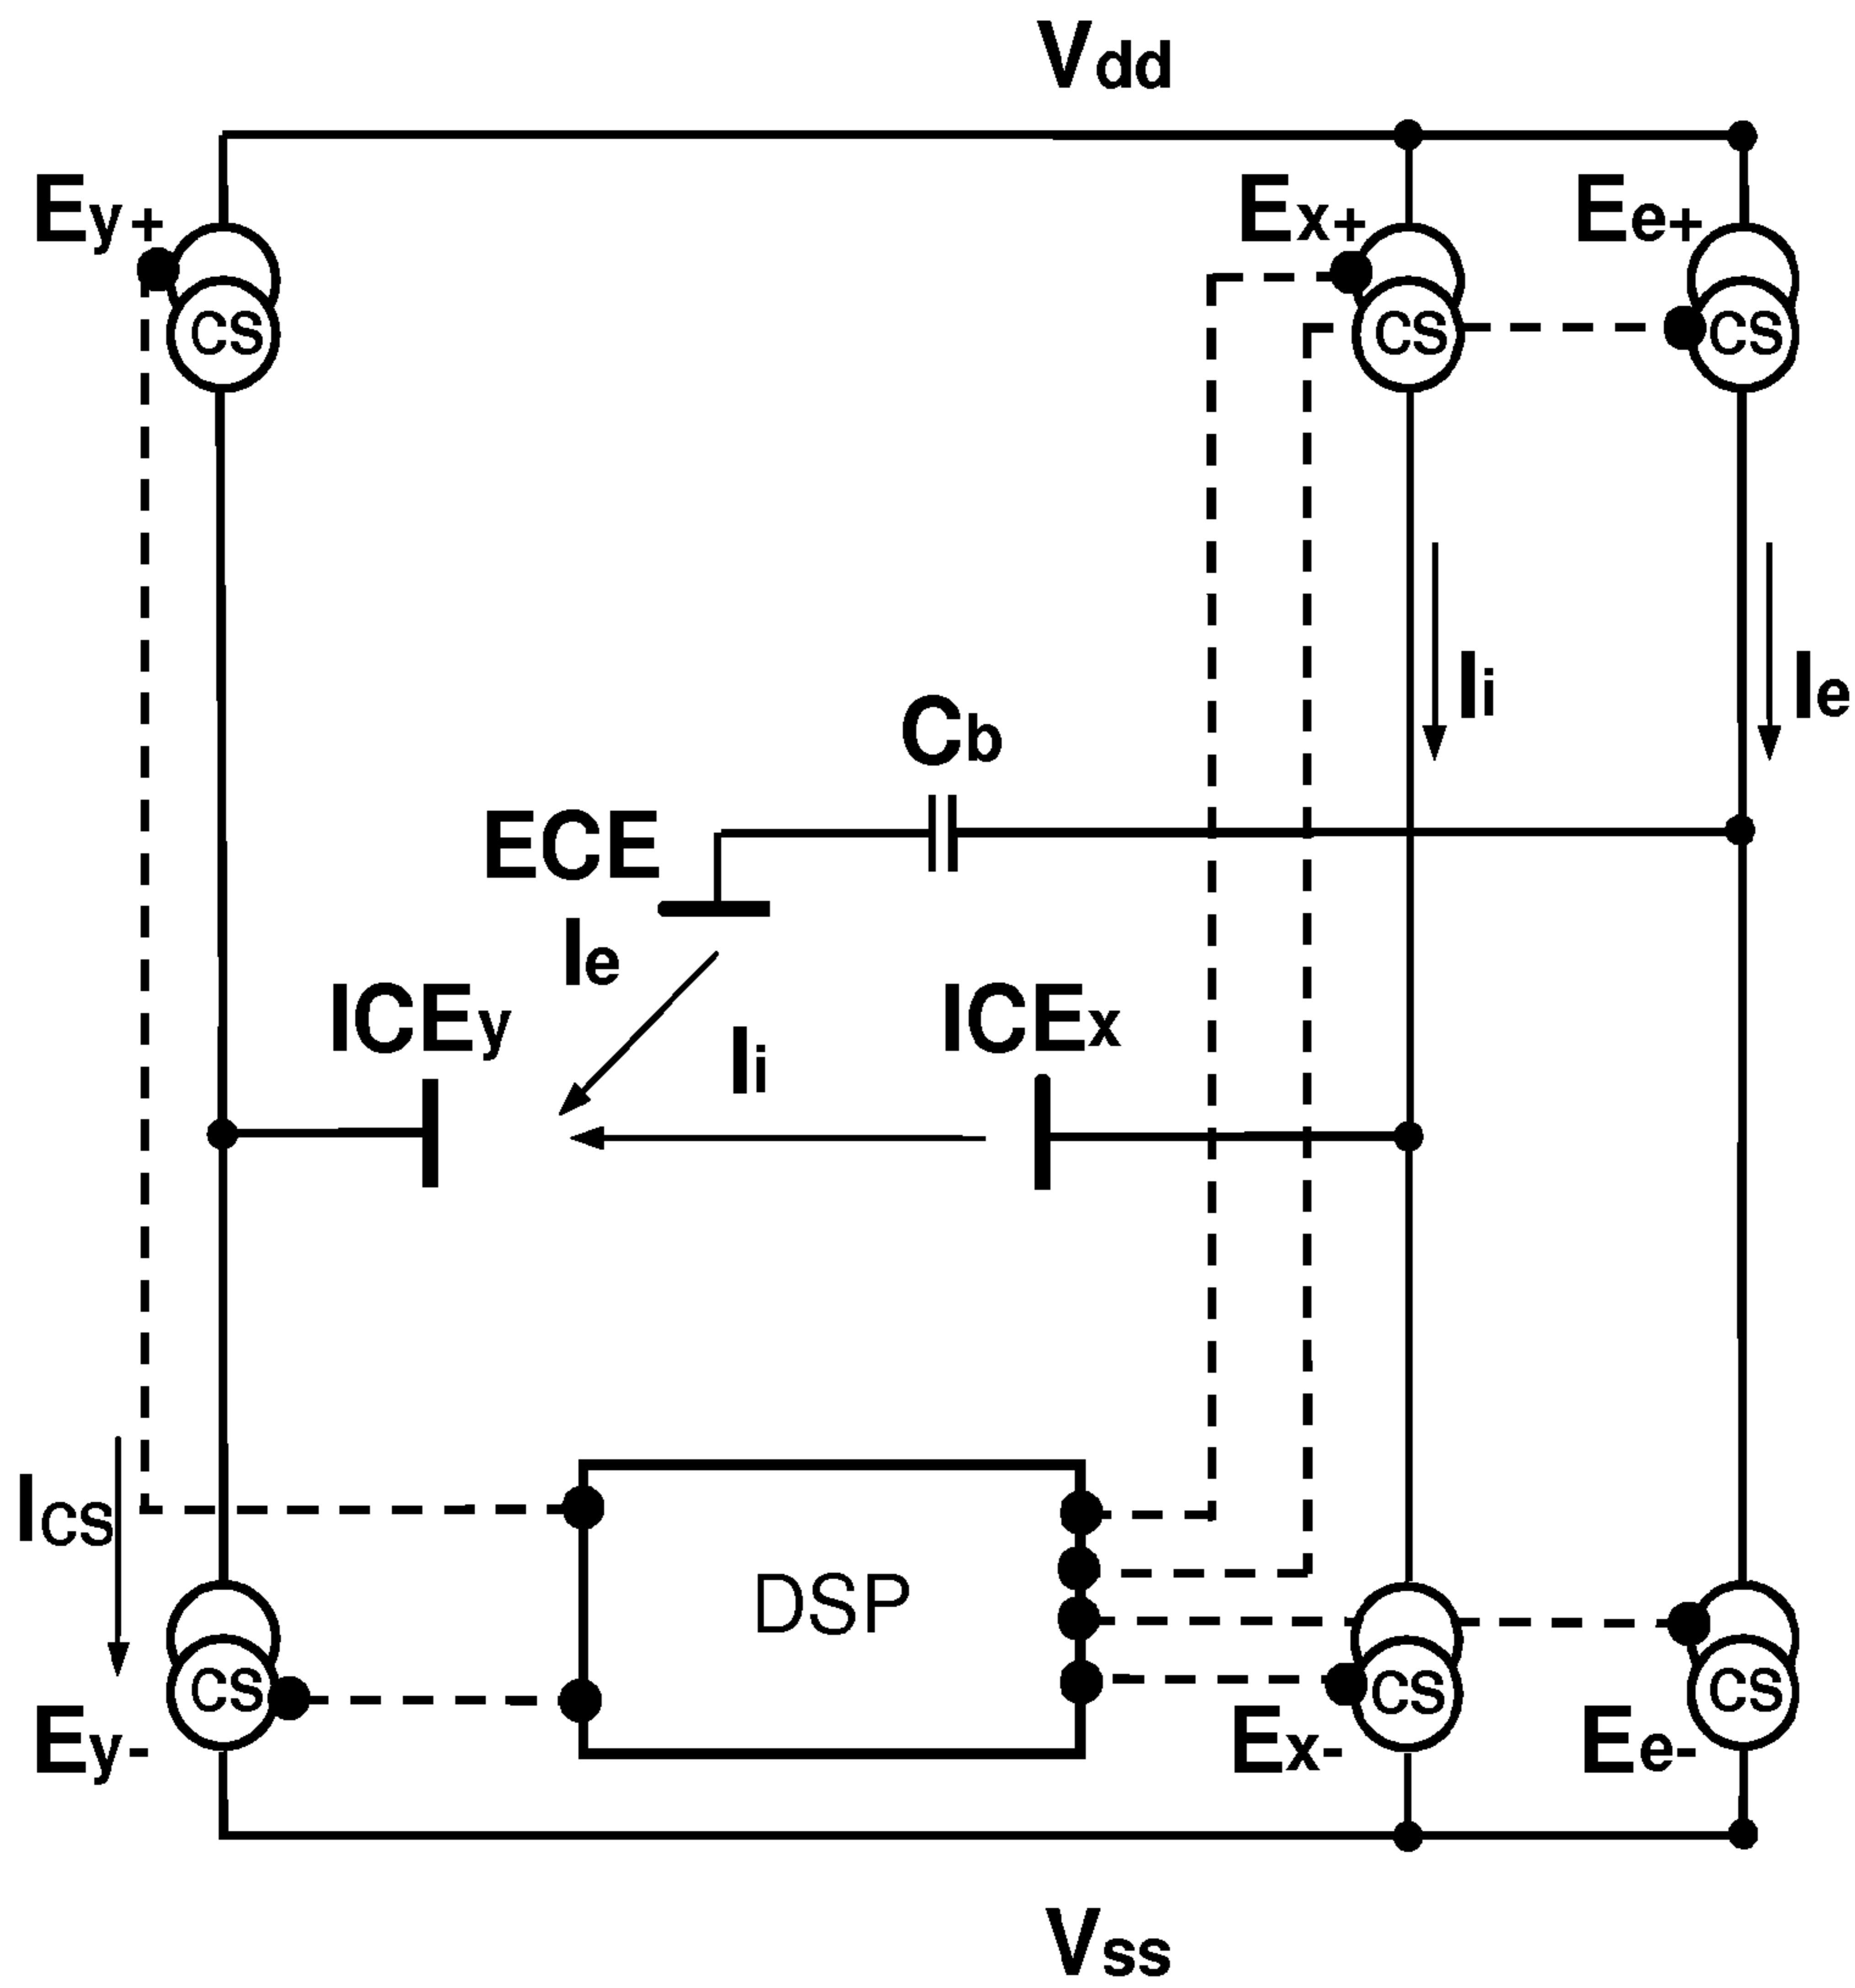 Vdd
Ey+ Ex+ Ee+
CS CS CS
Ii Ie
Cb
ECE
Ie
ICEy ICEx
Ii
ICS
DSP
CS CS CS
Ey- Ex- Ee-
Vss